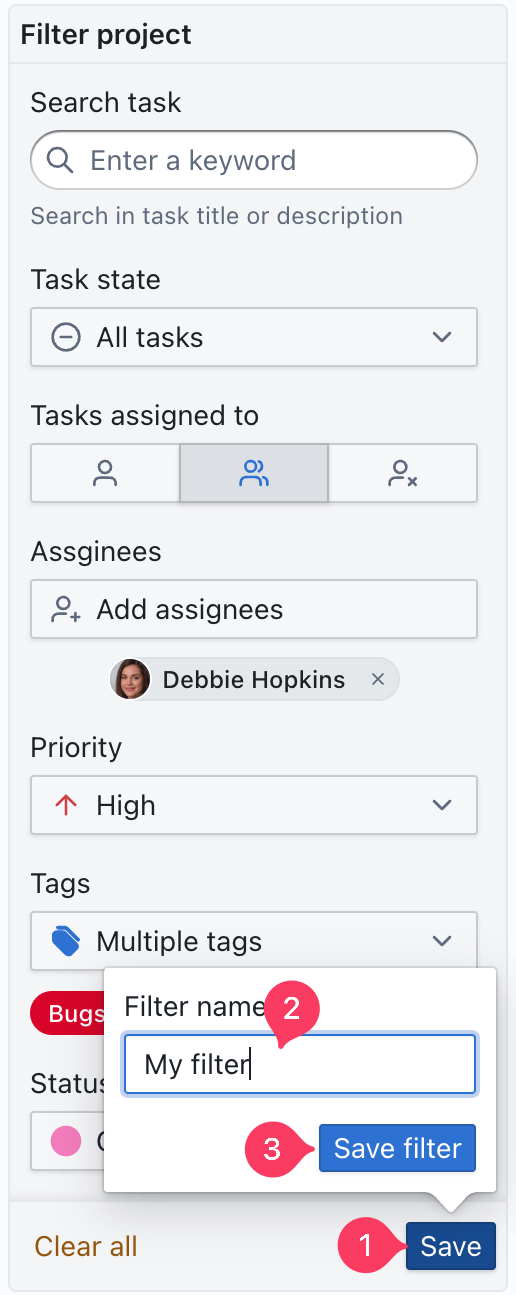 Filter project
Search task
Enter a keyword
Search in task title or description
Task state
All tasks
Tasks assigned to
Assginees
Add assignees
Debbie Hopkins
Priority
High
Tags
Multiple tags
Bugs
Filter name
2
My filter
Status
3
Save filter
Clear all
1
Save